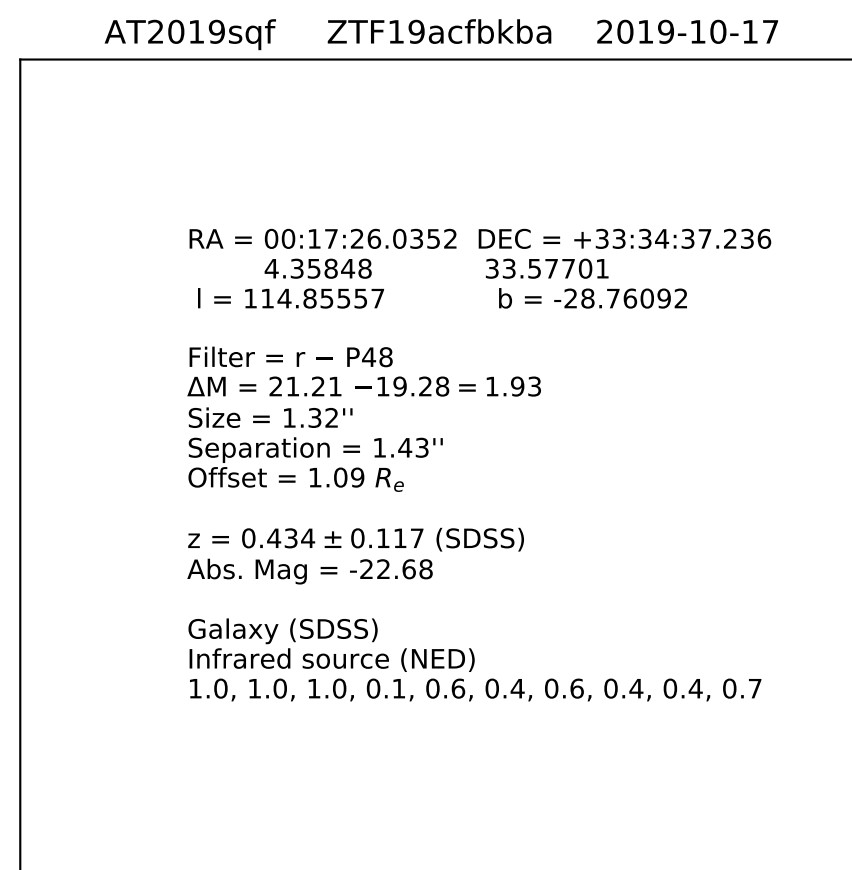 AT2019sqf ZTF19acfbkba 2019-10-17
RA = 00:17:26.0352 DEC = +33:34:37.236
4.35848 33.57701
l = 114.85557 b = -28.76092
Filter = r − P48
ΔM = 21.21 −19.28 = 1.93
Size = 1.32''
Separation = 1.43''
Offset = 1.09 Rₑ
z = 0.434 ± 0.117 (SDSS)
Abs. Mag = -22.68
Galaxy (SDSS)
Infrared source (NED)
1.0, 1.0, 1.0, 0.1, 0.6, 0.4, 0.6, 0.4, 0.4, 0.7